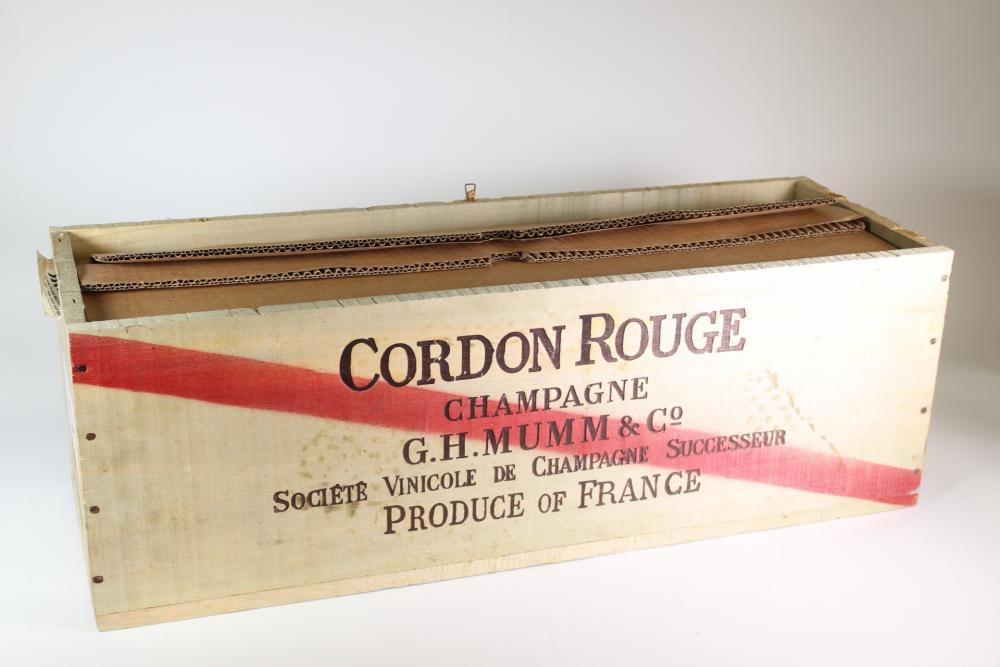 CORDON ROUGE
CHAMPAGNE
G.H. MUMM & Cº
SOCIÉTÉ VINICOLE DE CHAMPAGNE SUCCESSEUR
PRODUCE OF FRANCE